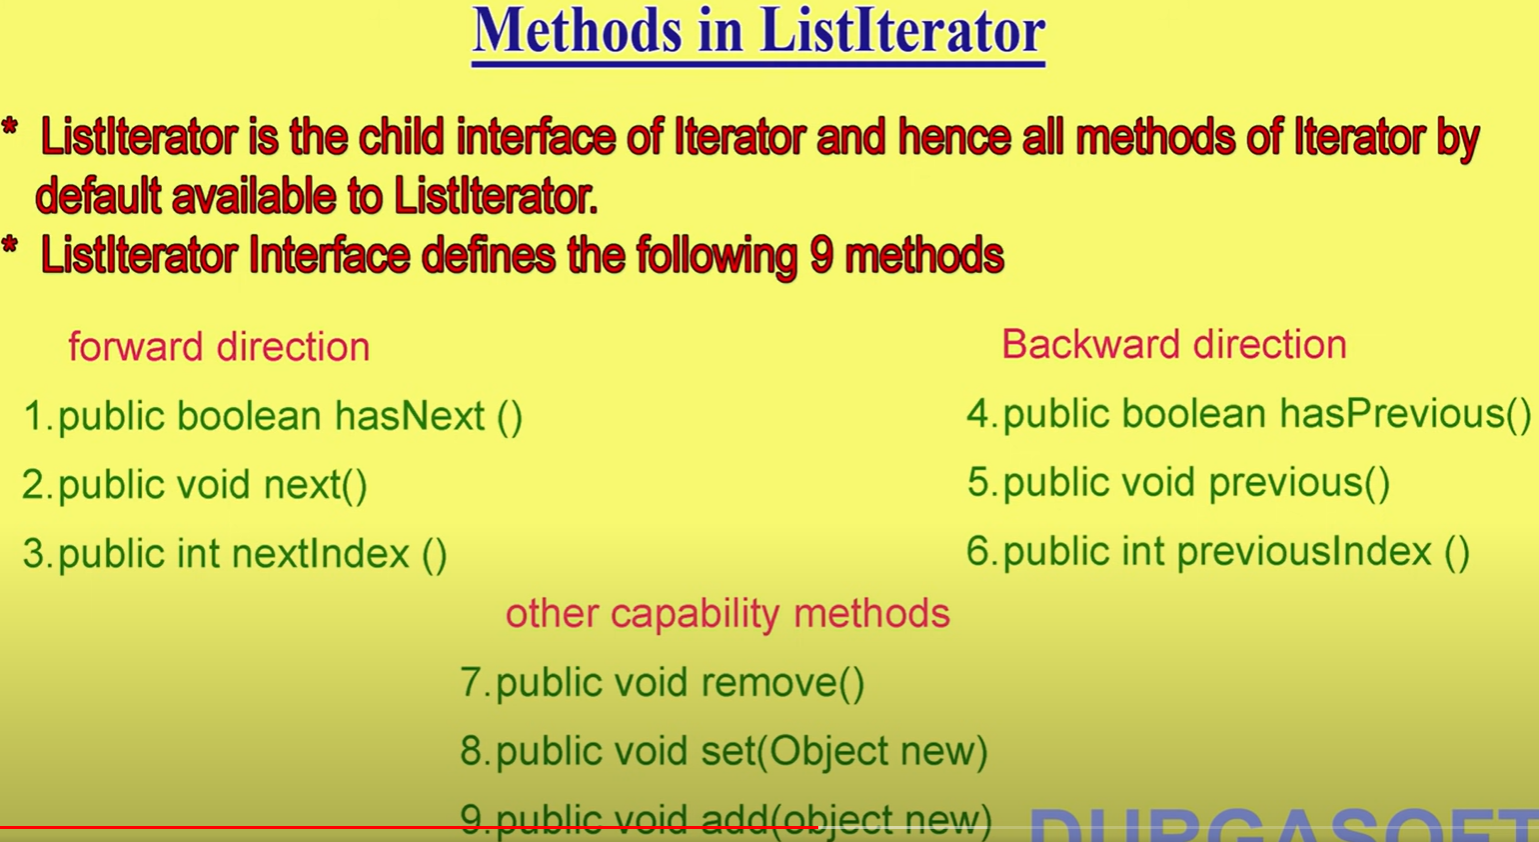 Methods in ListIterator
* ListIterator is the child interface of Iterator and hence all methods of Iterator by
default available to ListIterator.
* ListIterator Interface defines the following 9 methods
forward direction
1.public boolean hasNext ()
2.public void next()
3.public int nextIndex ()
Backward direction
4.public boolean hasPrevious()
5.public void previous()
6.public int previousIndex ()
other capability methods
7.public void remove()
8.public void set(Object new)
9.public void add(object new)
DURGASOFT